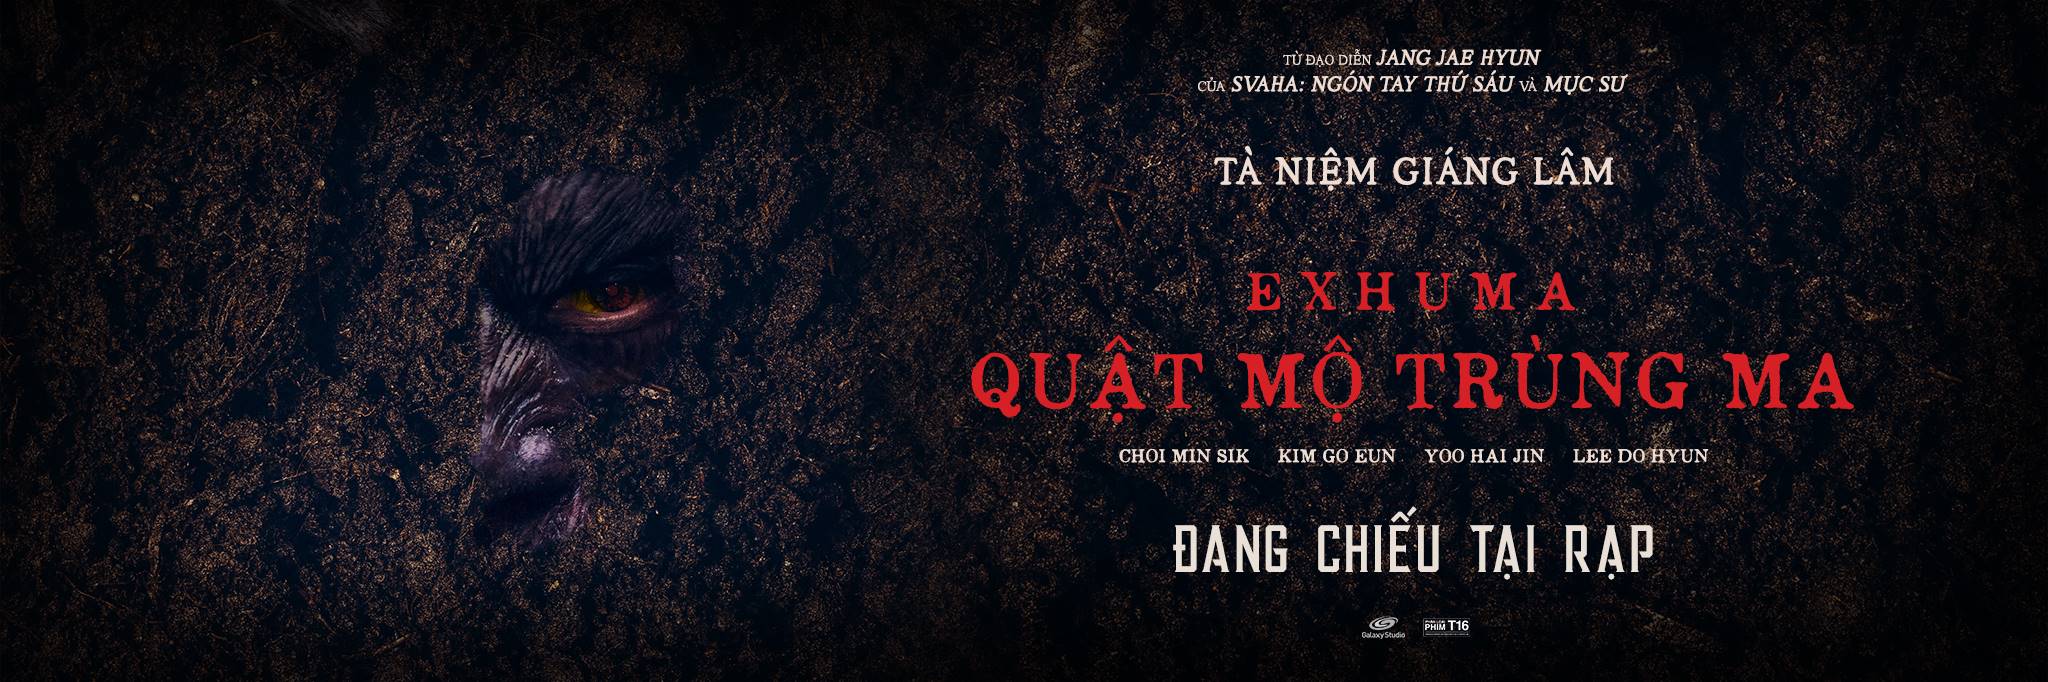 TỪ ĐẠO DIỄN JANG JAE HYUN
CỦA SVAHA: NGÓN TAY THỨ SÁU VÀ MỤC SƯ
TÀ NIỆM GIÁNG LÂM
EXHUMA
QUẬT MỘ TRÙNG MA
CHOI MIN SIK KIM GO EUN YOO HAI JIN LEE DO HYUN
ĐANG CHIẾU TẠI RẠP
Galaxy Studio
PHIM T16